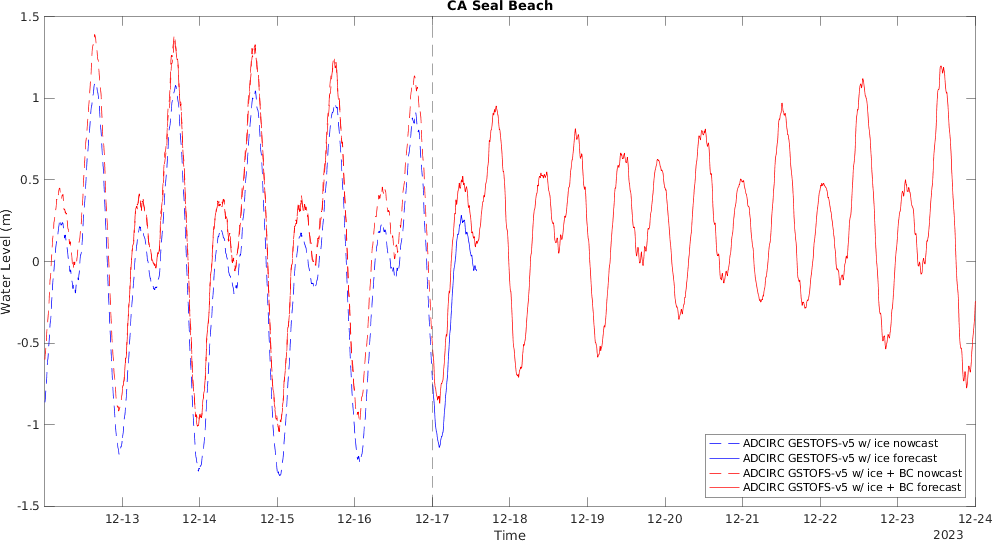 CA Seal Beach
1.5
1
0.5
0
-0.5
-1
-1.5
Water Level (m)
12-13 12-14 12-15 12-16 12-17 12-18 12-19 12-20 12-21 12-22 12-23 12-24
Time
2023
ADCIRC GESTOFS-v5 w/ ice nowcast
ADCIRC GESTOFS-v5 w/ ice forecast
ADCIRC GSTOFS-v5 w/ ice + BC nowcast
ADCIRC GSTOFS-v5 w/ ice + BC forecast